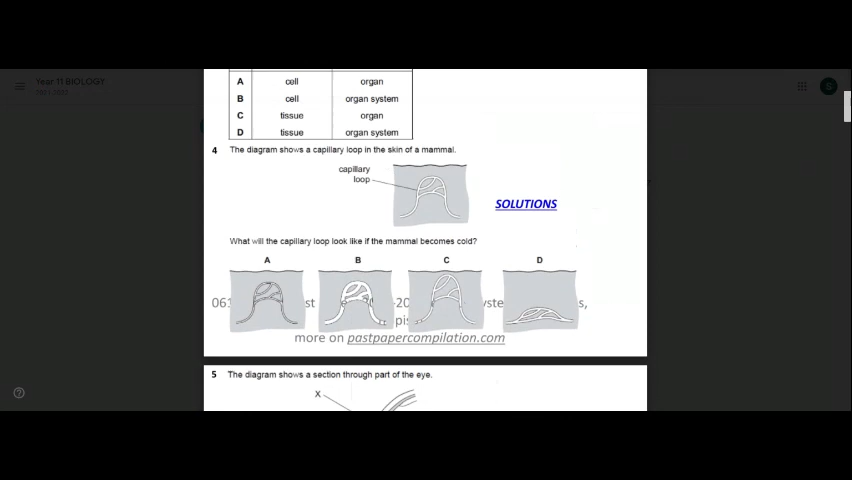 Year 11 BIOLOGY
A cell organ
B cell organ system
C tissue organ
D tissue organ system
4 The diagram shows a capillary loop in the skin of a mammal.
capillary
loop
SOLUTIONS
What will the capillary loop look like if the mammal becomes cold?
A B C D
more on pastpapercompilation.com
5 The diagram shows a section through part of the eye.
X
S